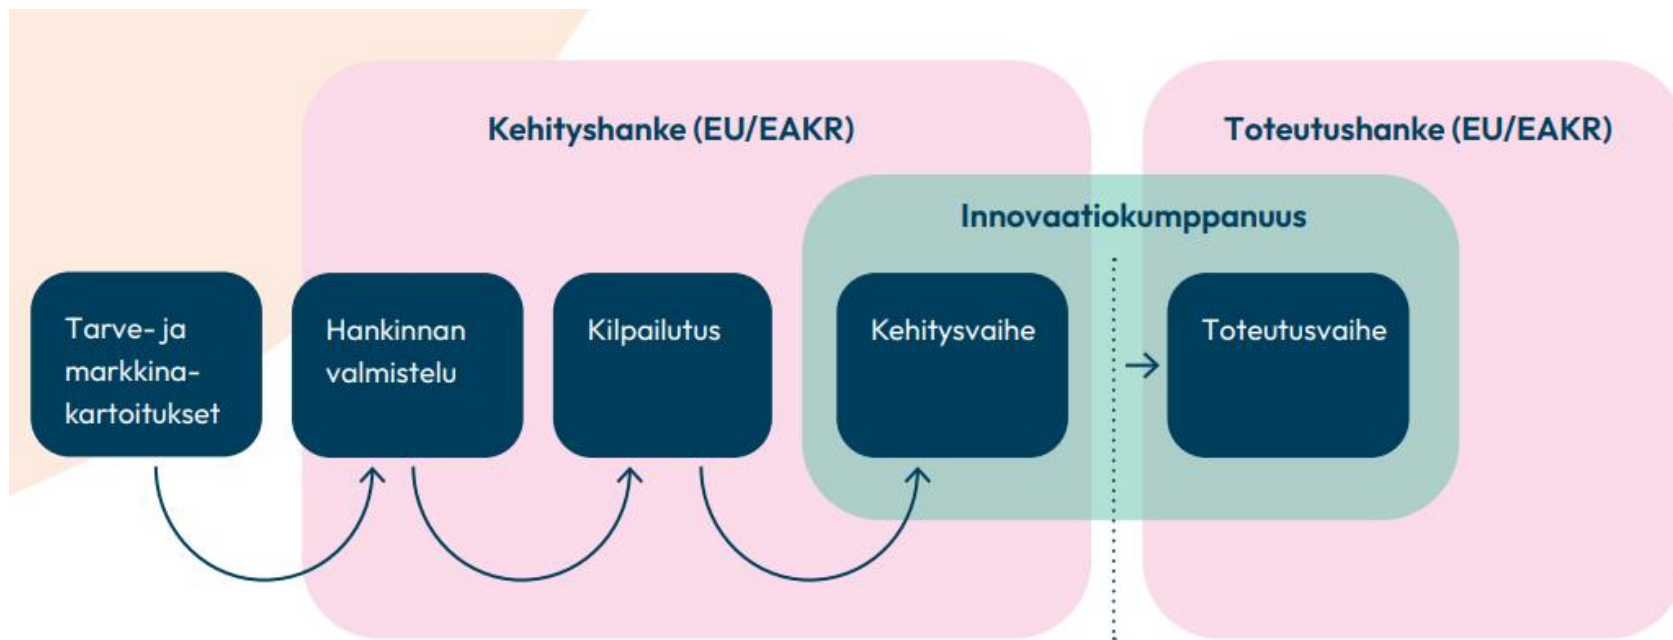 Kehityshanke (EU/EAKR)
Toteutushanke (EU/EAKR)
Innovaatiokumppanuus
Tarve- ja
markkina-
kartoitukset
Hankinnan
valmistelu
Kilpailutus
Kehitysvaihe
Toteutusvaihe